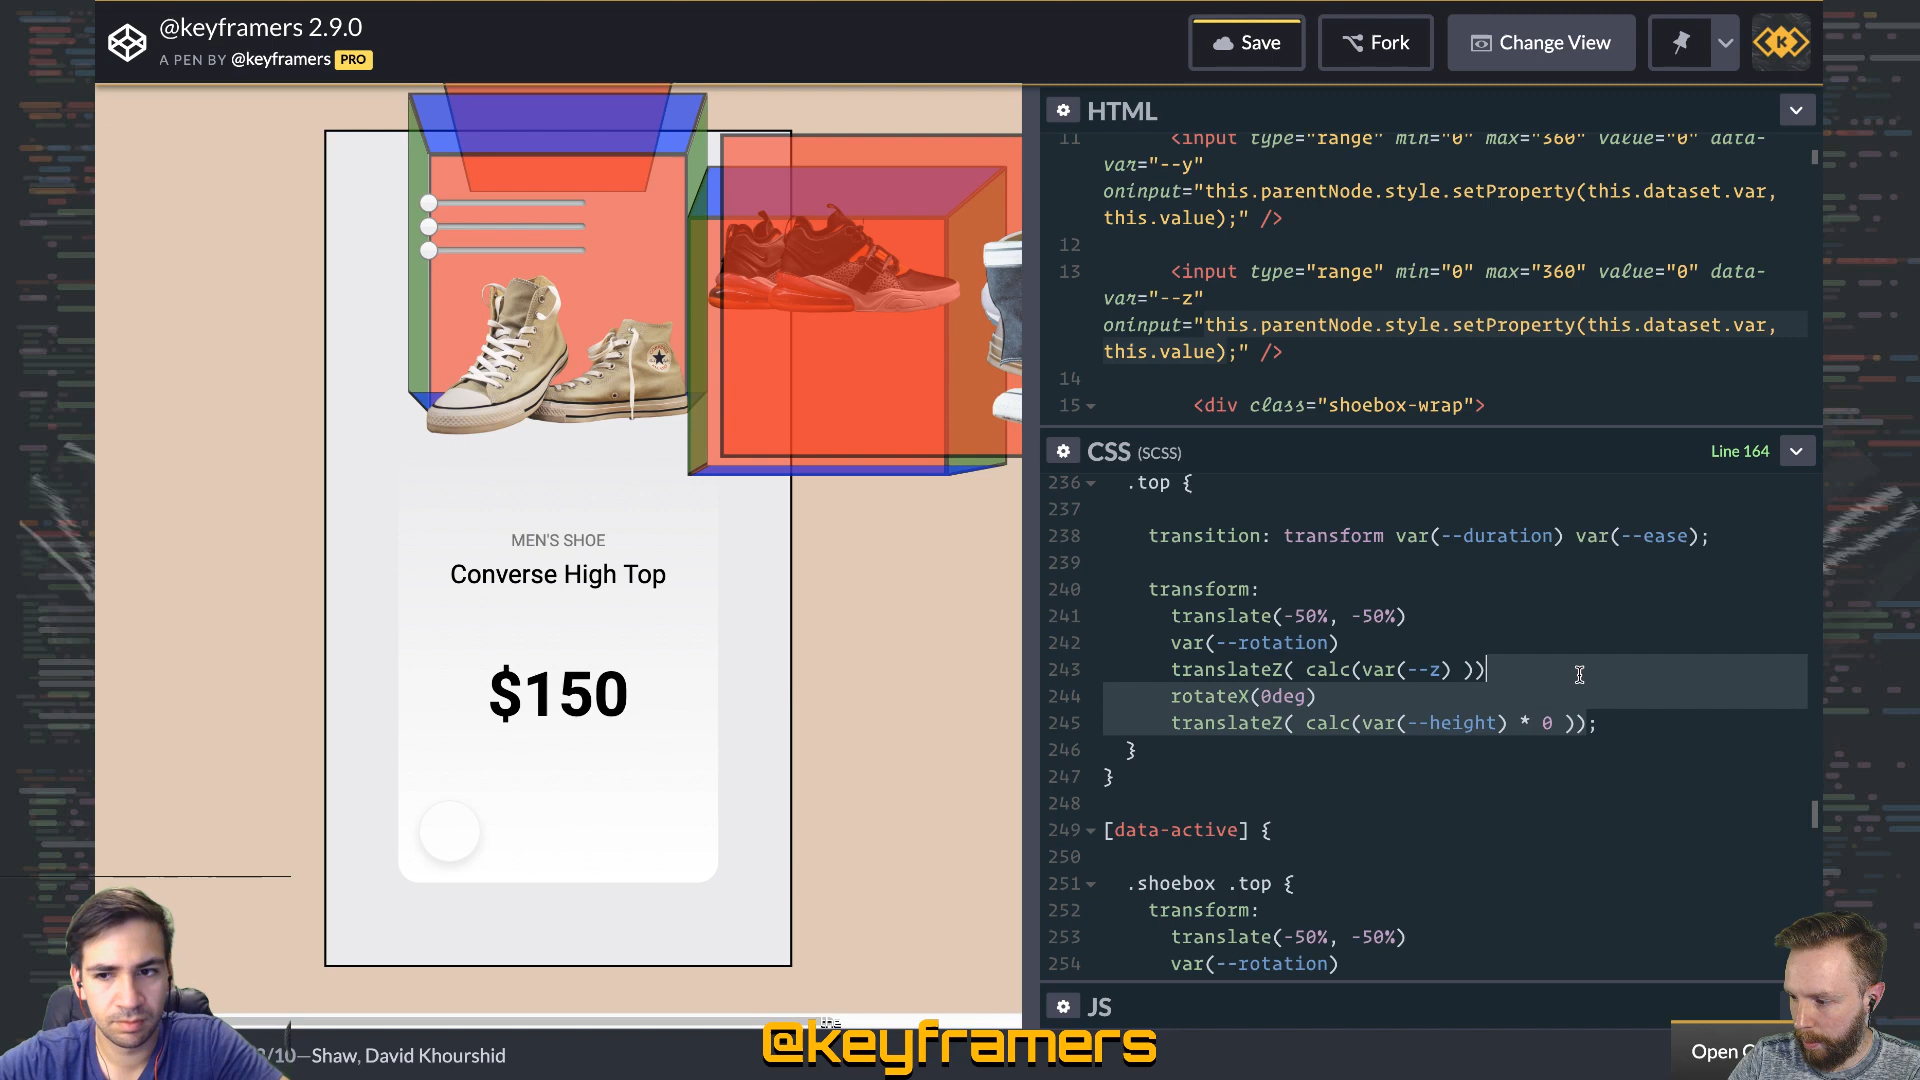 @keyframers 2.9.0
A PEN BY @keyframers PRO
Save
Fork
Change View
K
MEN'S SHOE
Converse High Top
$150
HTML
11 <input type="range" min="0" max="360" value="0" data-
var="--y"
oninput="this.parentNode.style.setProperty(this.dataset.var,
this.value);" />
12
13 <input type="range" min="0" max="360" value="0" data-
var="--z"
oninput="this.parentNode.style.setProperty(this.dataset.var,
this.value);" />
14
15 <div class="shoebox-wrap">
CSS (SCSS)
Line 164
236 .top {
237
238 transition: transform var(--duration) var(--ease);
239
240 transform:
241 translate(-50%, -50%)
242 var(--rotation)
243 translateZ( calc(var(--z) ))
244 rotateX(0deg)
245 translateZ( calc(var(--height) * 0 ));
246 }
247 }
248
249 [data-active] {
250
251 .shoebox .top {
252 transform:
253 translate(-50%, -50%)
254 var(--rotation)
JS
/10—Shaw, David Khourshid
the
@keyframers
Open